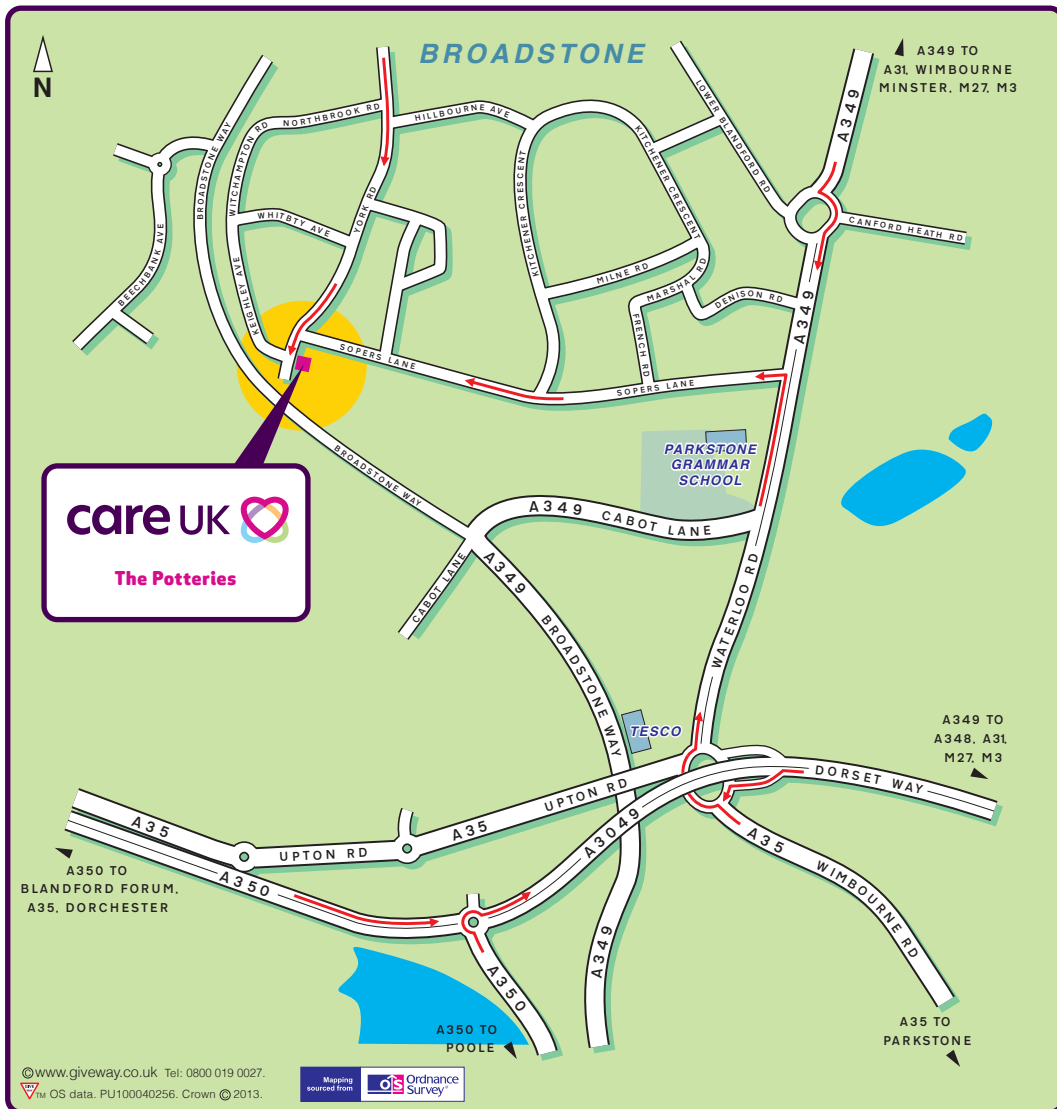 BROADSTONE
N
A349 TO
A31, WIMBOURNE
MINSTER, M27, M3
A349
LOWER BLANDFORD RD
CANFORD HEATH RD
NORTHBROOK RD
HILLBOURNE AVE
WITCHAMPTON RD
BROADSTONE WAY
KITCHENER CRESCENT
KITCHENER CRESCENT
YORK RD
WHITBTY AVE
BEECHBANK AVE
KEIGHLEY AVE
MILNE RD
MARSHAL RD
DENISON RD
FRENCH RD
A349
SOPERS LANE
SOPERS LANE
PARKSTONE
GRAMMAR
SCHOOL
BROADSTONE WAY
A349 CABOT LANE
CABOT LANE
care UK
The Potteries
A349 BROADSTONE WAY
WATERLOO RD
TESCO
A349 TO
A348, A31,
M27, M3
DORSET WAY
UPTON RD
A35
A35
UPTON RD
A3049
A35 WIMBOURNE RD
A350 TO
BLANDFORD FORUM,
A35, DORCHESTER
A350
A349
A350
A350 TO
POOLE
A35 TO
PARKSTONE
©www.giveway.co.uk Tel: 0800 019 0027.
GIVE TM OS data. PU100040256. Crown © 2013.
Mapping
sourced from
OS Ordnance
Survey®